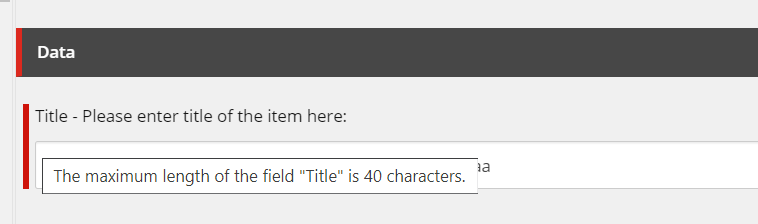 Data
Title - Please enter title of the item here:
The maximum length of the field "Title" is 40 characters.